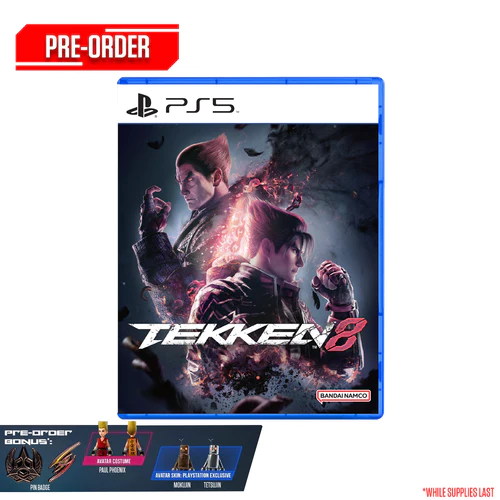 PRE-ORDER
PS5
TEKKEN 8
BANDAI NAMCO
PRE-ORDER
BONUS*:
PIN BADGE
AVATAR COSTUME
PAUL PHOENIX
AVATAR SKIN: PLAYSTATION EXCLUSIVE
MOKUJIN
TETSUJIN
*WHILE SUPPLIES LAST